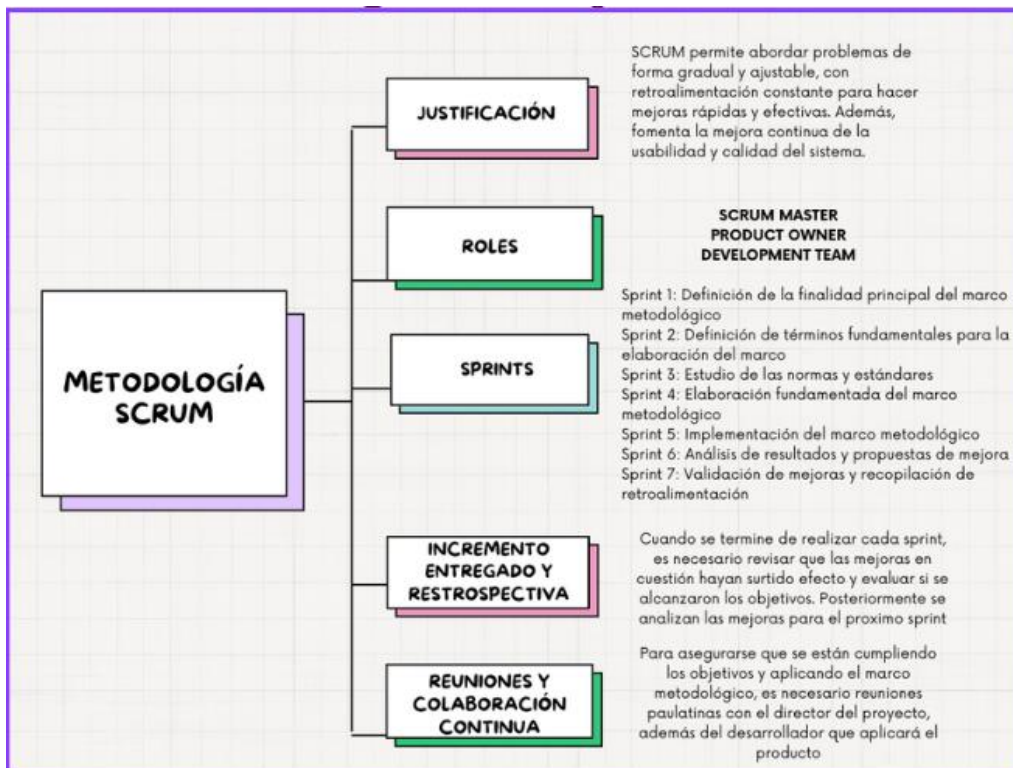 JUSTIFICACIÓN
SCRUM permite abordar problemas de
forma gradual y ajustable, con
retroalimentación constante para hacer
mejoras rápidas y efectivas. Además,
fomenta la mejora continua de la
usabilidad y calidad del sistema.
ROLES
SCRUM MASTER
PRODUCT OWNER
DEVELOPMENT TEAM
METODOLOGÍA
SCRUM
SPRINTS
Sprint 1: Definición de la finalidad principal del marco
metodológico
Sprint 2: Definición de términos fundamentales para la
elaboración del marco
Sprint 3: Estudio de las normas y estándares
Sprint 4: Elaboración fundamentada del marco
metodológico
Sprint 5: Implementación del marco metodológico
Sprint 6: Análisis de resultados y propuestas de mejora
Sprint 7: Validación de mejoras y recopilación de
retroalimentación
INCREMENTO
ENTREGADO Y
RESTROSPECTIVA
Cuando se termine de realizar cada sprint,
es necesario revisar que las mejoras en
cuestión hayan surtido efecto y evaluar si se
alcanzaron los objetivos. Posteriormente se
analizan las mejoras para el proximo sprint
REUNIONES Y
COLABORACIÓN
CONTINUA
Para asegurarse que se están cumpliendo
los objetivos y aplicando el marco
metodológico, es necesario reuniones
paulatinas con el director del proyecto,
además del desarrollador que aplicará el
producto